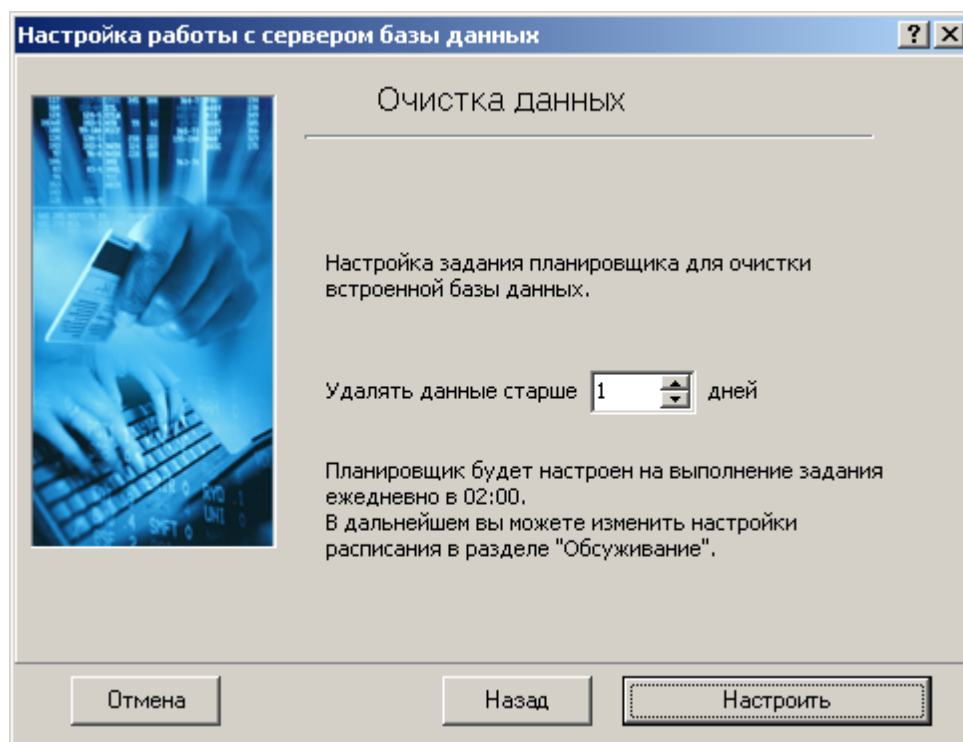 Настройка работы с сервером базы данных
Очистка данных
Настройка задания планировщика для очистки
встроенной базы данных.
Удалять данные старше 1 дней
Планировщик будет настроен на выполнение задания
ежедневно в 02:00.
В дальнейшем вы можете изменить настройки
расписания в разделе "Обсуживание".
Отмена Назад Настроить